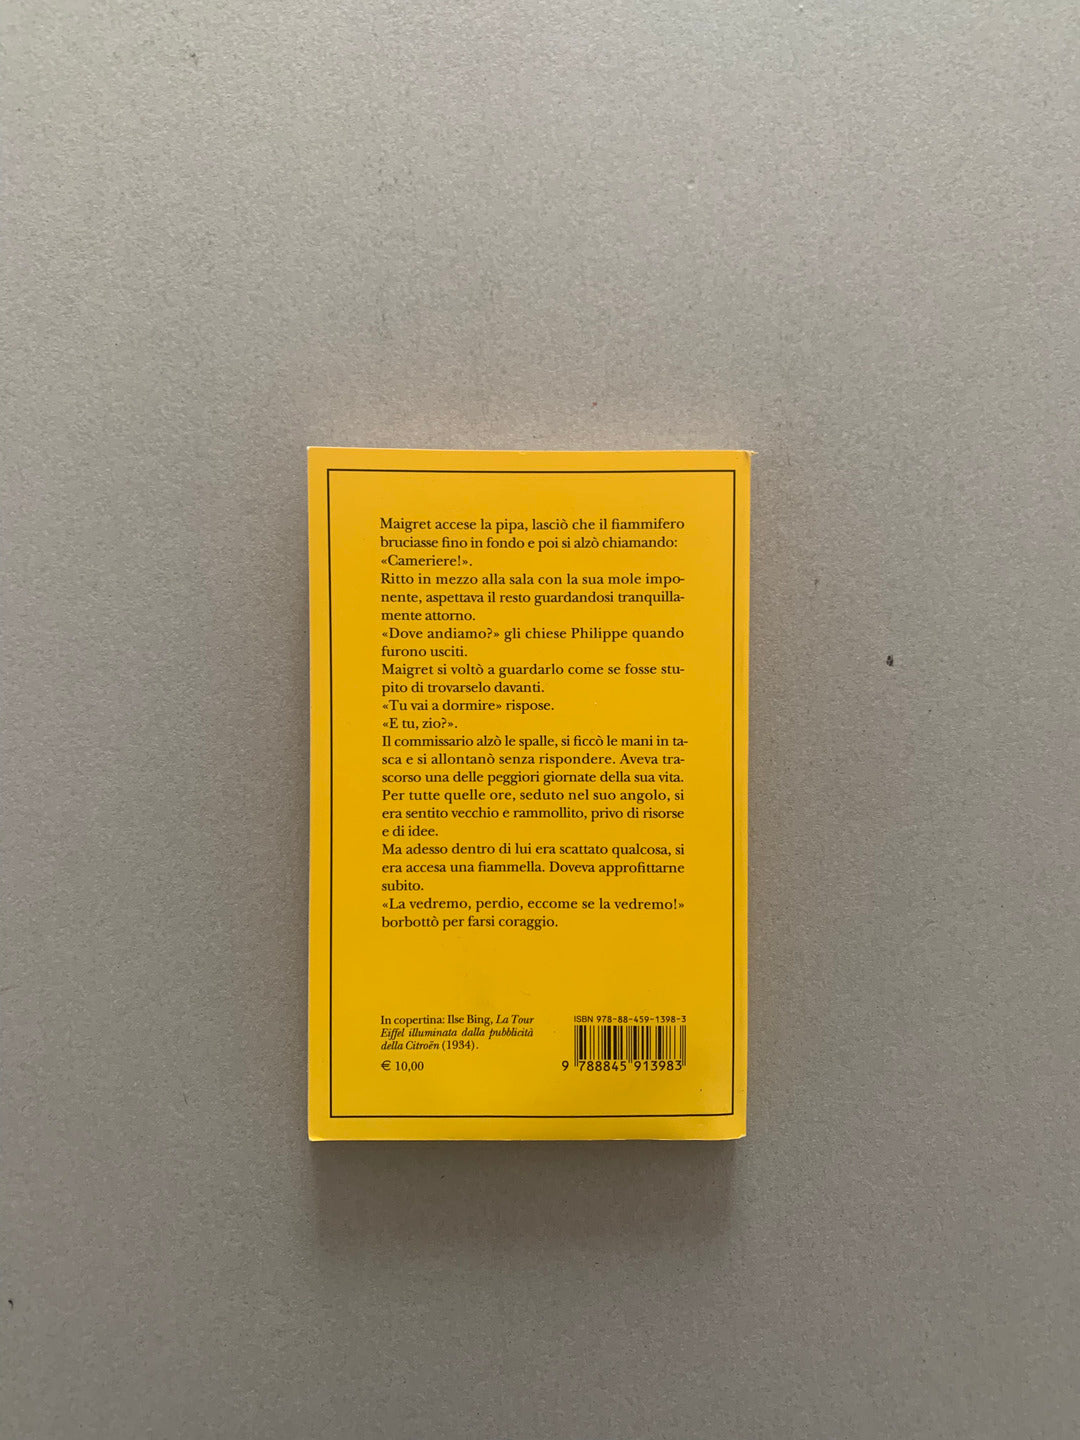 Maigret accese la pipa, lasciò che il fiammifero
bruciasse fino in fondo e poi si alzò chiamando:
«Cameriere!».
Ritto in mezzo alla sala con la sua mole impo-
nente, aspettava il resto guardandosi tranquilla-
mente attorno.
«Dove andiamo?» gli chiese Philippe quando
furono usciti.
Maigret si voltò a guardarlo come se fosse stu-
pito di trovarselo davanti.
«Tu vai a dormire» rispose.
«E tu, zio?».
Il commissario alzò le spalle, si ficcò le mani in ta-
sca e si allontanò senza rispondere. Aveva tra-
scorso una delle peggiori giornate della sua vita.
Per tutte quelle ore, seduto nel suo angolo, si
era sentito vecchio e rammollito, privo di risorse
e di idee.
Ma adesso dentro di lui era scattato qualcosa, si
era accesa una fiammella. Doveva approfittarne
subito.
«La vedremo, perdio, eccome se la vedremo!»
borbottò per farsi coraggio.
In copertina: Ilse Bing, La Tour
Eiffel illuminata dalla pubblicità
della Citroën (1934).
€ 10,00
ISBN 978-88-459-1398-3
9 788845 913983